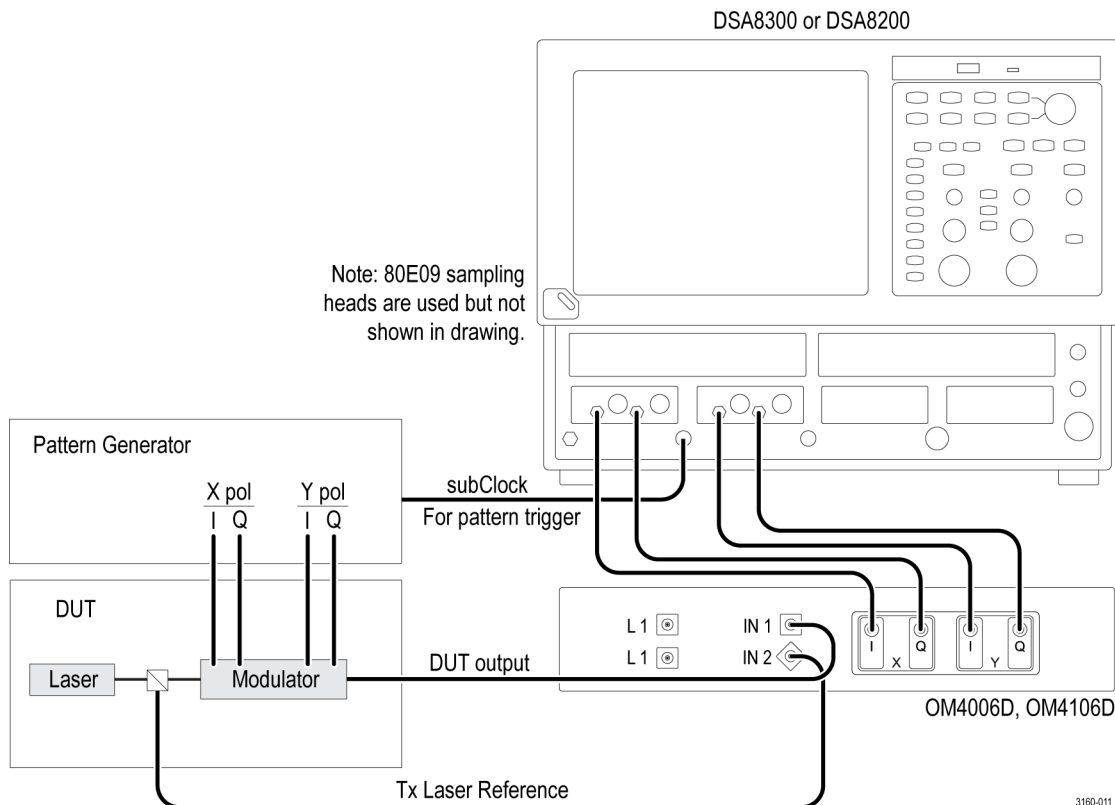 DSA8300 or DSA8200
Note: 80E09 sampling
heads are used but not
shown in drawing.
Pattern Generator
X pol
I Q
Y pol
I Q
subClock
For pattern trigger
DUT
Laser
Modulator
DUT output
L 1
L 1
IN 1
IN 2
I Q
X
I Q
Y
OM4006D, OM4106D
Tx Laser Reference
3160-011